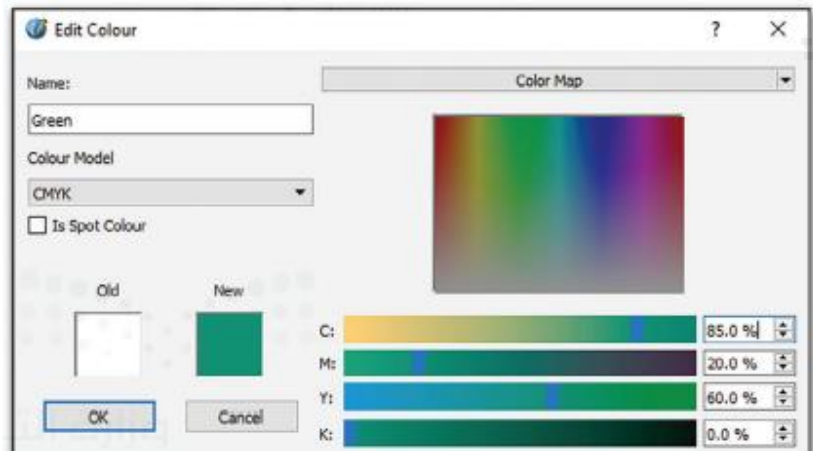 Edit Colour
?
Name:
Green
Colour Model
CMYK
Is Spot Colour
Old
New
OK
Cancel
Color Map
C:
85.0 %
M:
20.0 %
Y:
60.0 %
K:
0.0 %